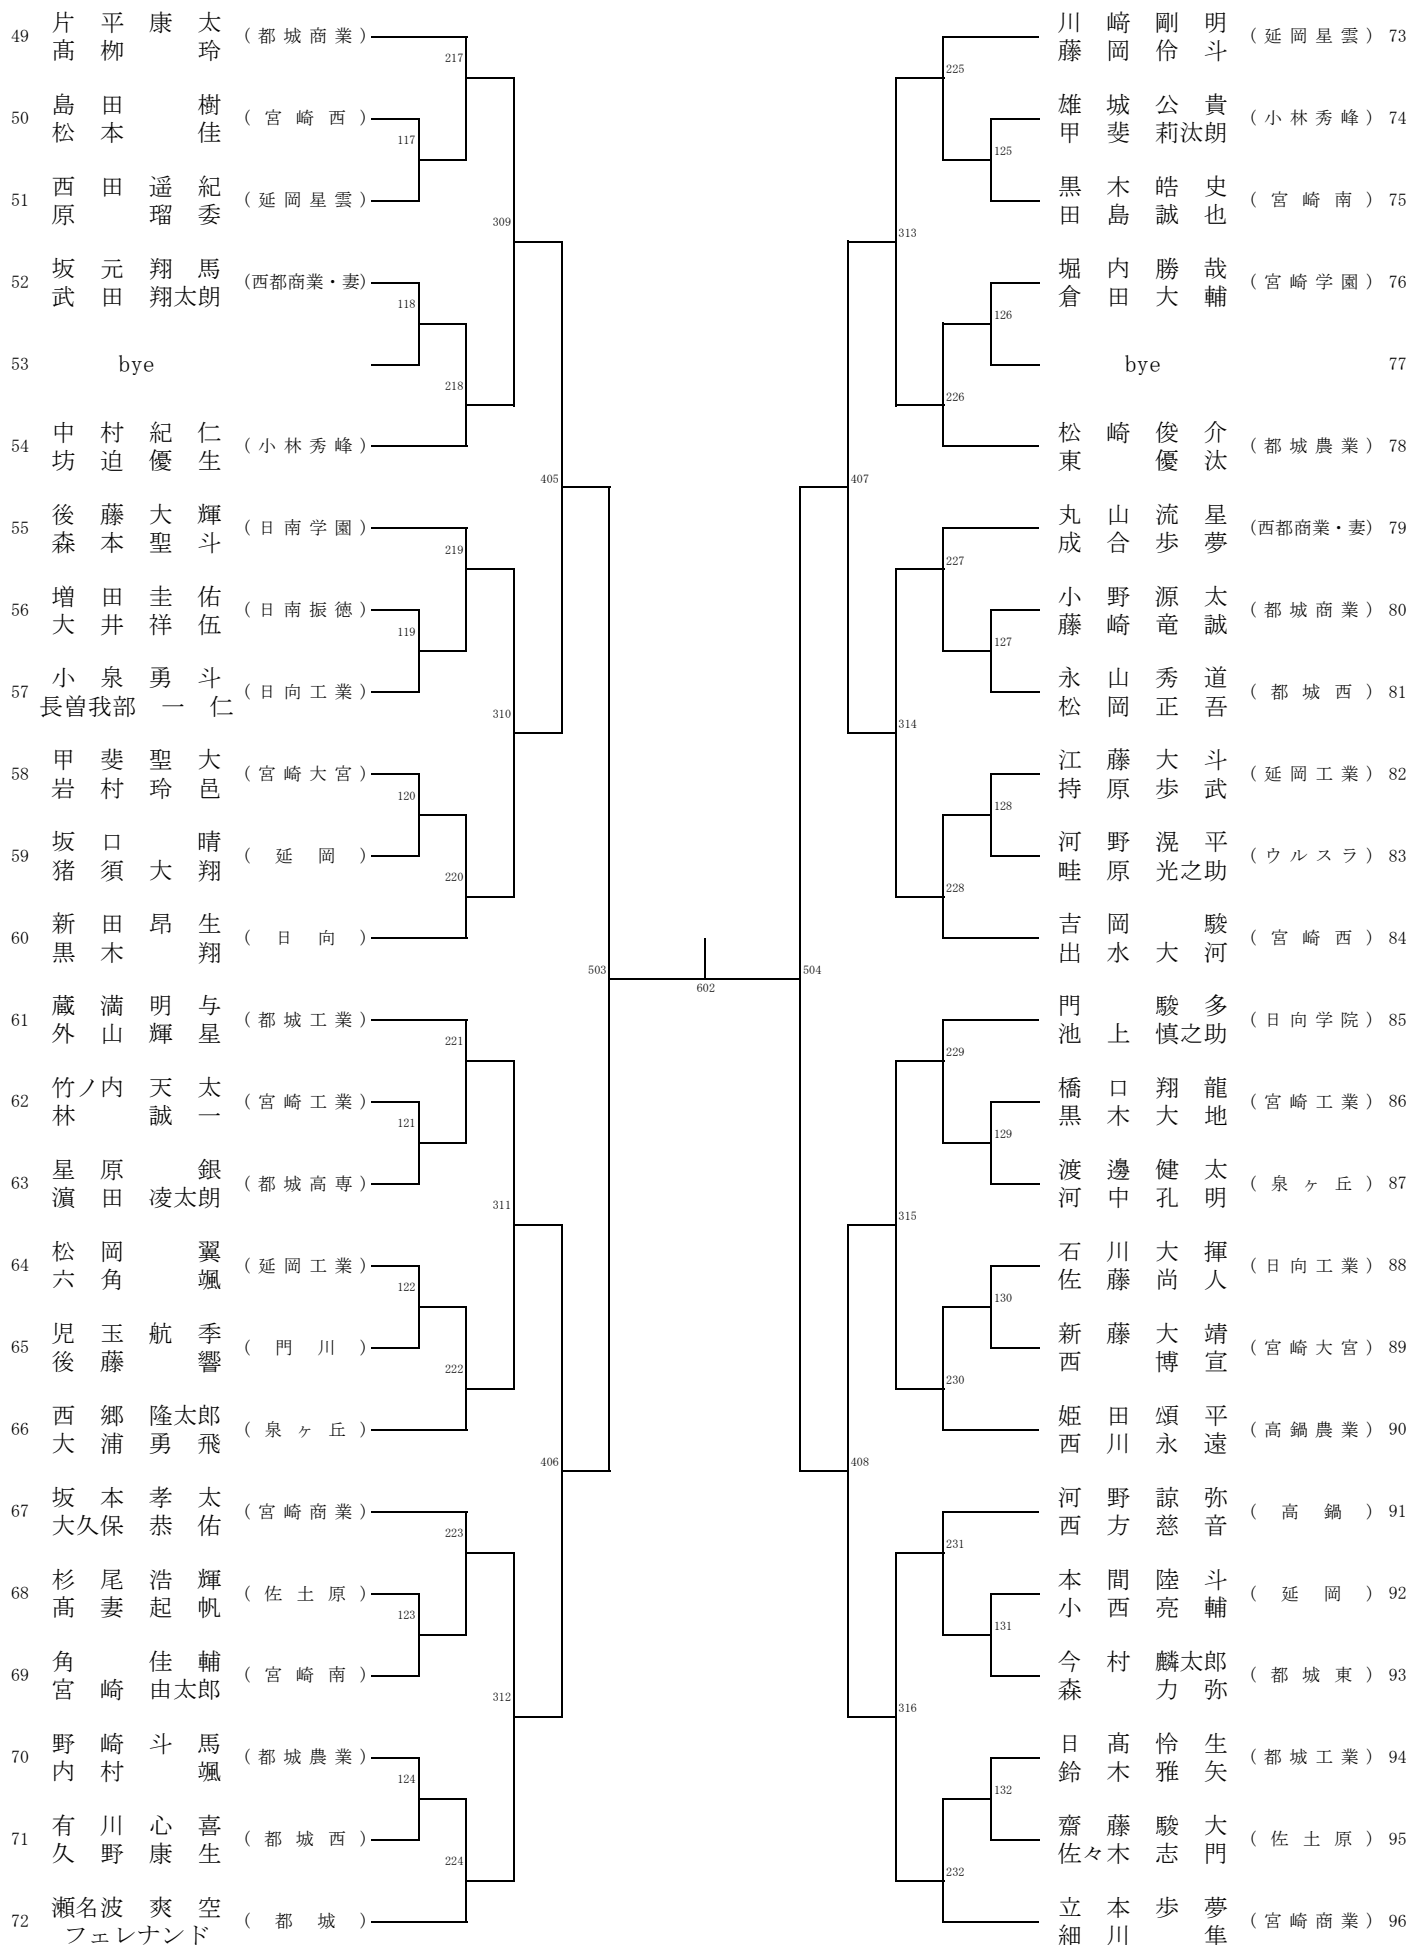 49 片平康太 (都城商業)
髙栁玲
217
50 島田樹 (宮崎西)
松本佳
117
51 西田遥紀 (延岡星雲)
原瑠委
309
52 坂元翔馬 (西都商業・妻)
武田翔太朗
118
53 bye
218
54 中村紀仁 (小林秀峰)
坊迫優生
405
55 後藤大輝 (日南学園)
森本聖斗
219
56 増田圭佑 (日南振徳)
大井祥伍
119
57 小泉勇斗 (日向工業)
長曽我部一仁
310
58 甲斐聖大 (宮崎大宮)
岩村玲邑
120
59 坂口晴 (延岡)
猪須大翔
220
60 新田昂生 (日向)
黒木翔
503
61 蔵満明与 (都城工業)
外山輝星
221
62 竹ノ内天太 (宮崎工業)
林誠一
121
63 星原銀 (都城高専)
濵田凌太朗
311
64 松岡翼 (延岡工業)
六角颯
122
65 児玉航季 (門川)
後藤響
222
66 西郷隆太郎 (泉ヶ丘)
大浦勇飛
406
67 坂本孝太 (宮崎商業)
大久保恭佑
223
68 杉尾浩輝 (佐土原)
髙妻起帆
123
69 角佳輔 (宮崎南)
宮崎由太郎
312
70 野崎斗馬 (都城農業)
内村颯
124
71 有川心喜 (都城西)
久野康生
224
72 瀬名波爽空 (都城)
フェレナンド
602
川﨑剛明 (延岡星雲) 73
藤岡伶斗
225
雄城公貴 (小林秀峰) 74
甲斐莉汰朗
125
黒木皓史 (宮崎南) 75
田島誠也
313
堀内勝哉 (宮崎学園) 76
倉田大輔
126
bye 77
226
松崎俊介 (都城農業) 78
東優汰
407
丸山流星 (西都商業・妻) 79
成合歩夢
227
小野源太 (都城商業) 80
藤崎竜誠
127
永山秀道 (都城西) 81
松岡正吾
314
江藤大斗 (延岡工業) 82
持原歩武
128
河野滉平 (ウルスラ) 83
畦原光之助
228
吉岡駿 (宮崎西) 84
出水大河
504
門駿多 (日向学院) 85
池上慎之助
229
橋口翔龍 (宮崎工業) 86
黒木大地
129
渡邊健太 (泉ヶ丘) 87
河中孔明
315
石川大揮 (日向工業) 88
佐藤尚人
130
新藤大靖 (宮崎大宮) 89
西博宣
230
姫田頌平 (高鍋農業) 90
西川永遠
408
河野諒弥 (高鍋) 91
西方慈音
231
本間陸斗 (延岡) 92
小西亮輔
131
今村麟太郎 (都城東) 93
森力弥
316
日髙怜生 (都城工業) 94
鈴木雅矢
132
齋藤駿大 (佐土原) 95
佐々木志門
232
立本歩夢 (宮崎商業) 96
細川隼